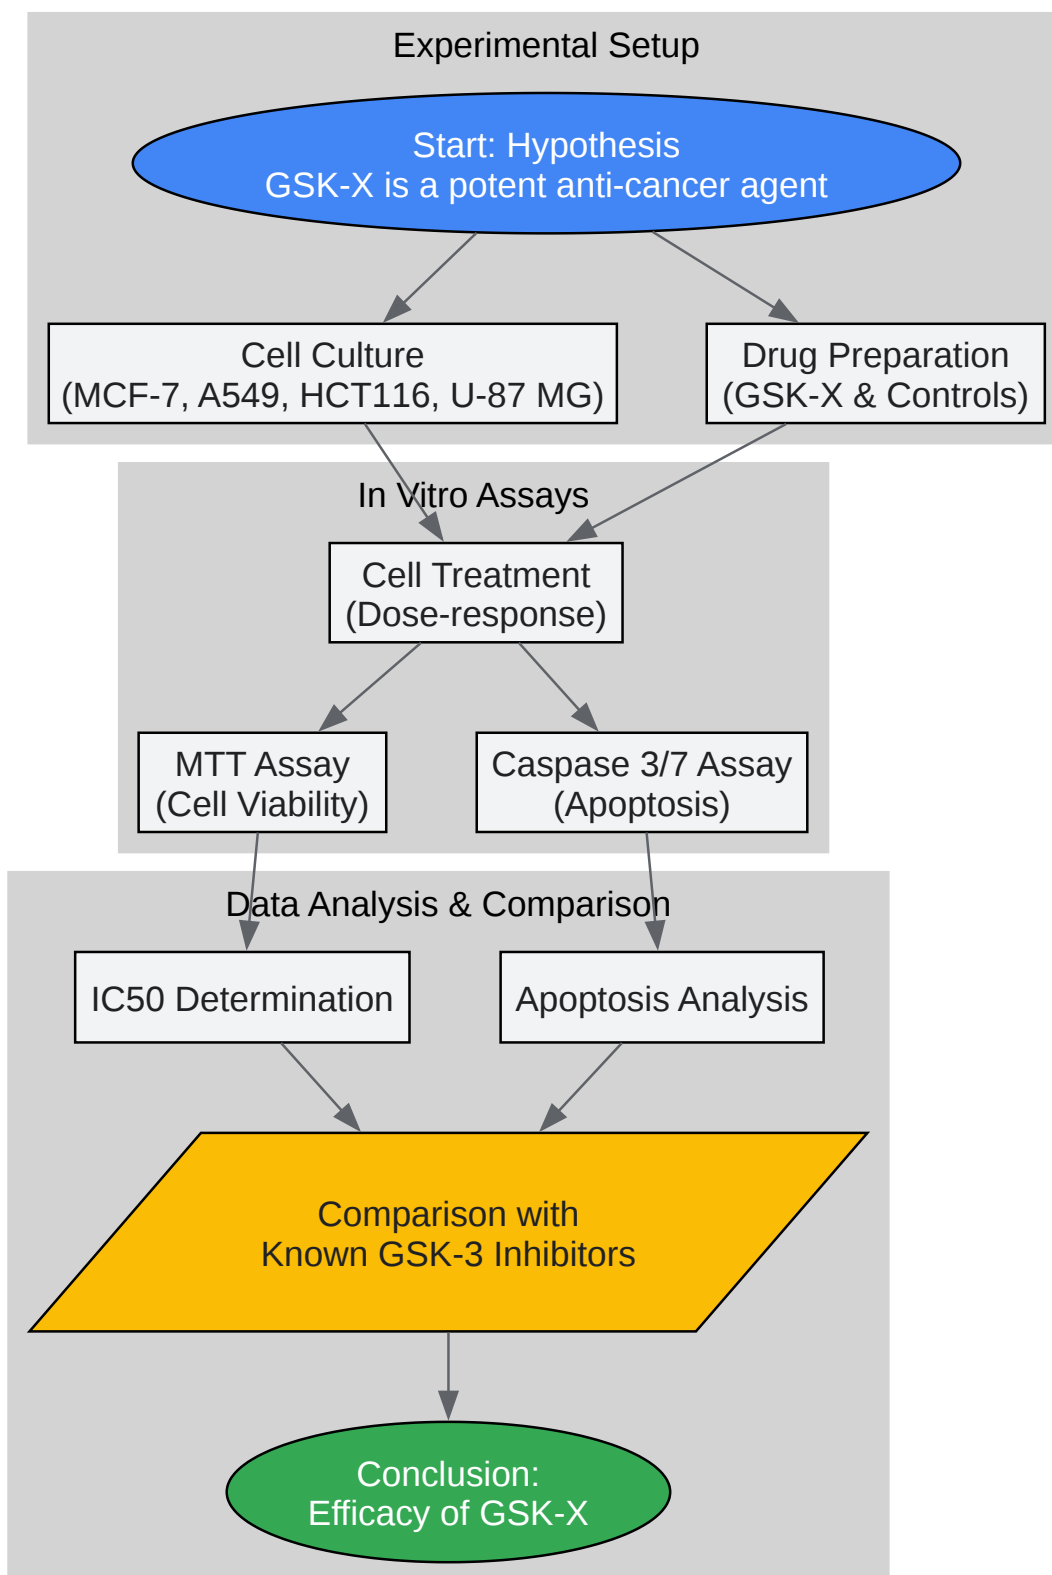 Experimental Setup
Start: Hypothesis
GSK-X is a potent anti-cancer agent
Cell Culture
(MCF-7, A549, HCT116, U-87 MG)
Drug Preparation
(GSK-X & Controls)
In Vitro Assays
Cell Treatment
(Dose-response)
MTT Assay
(Cell Viability)
Caspase 3/7 Assay
(Apoptosis)
Data Analysis & Comparison
IC50 Determination
Apoptosis Analysis
Comparison with
Known GSK-3 Inhibitors
Conclusion:
Efficacy of GSK-X